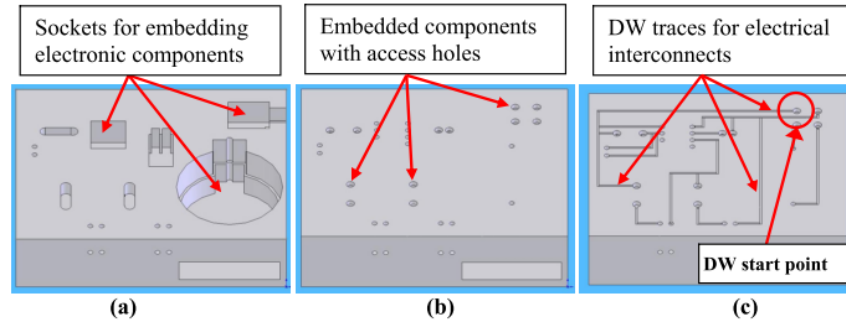 Sockets for embedding
electronic components
Embedded components
with access holes
DW traces for electrical
interconnects
DW start point
(a)
(b)
(c)